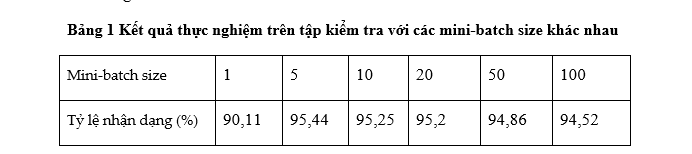 Bảng 1 Kết quả thực nghiệm trên tập kiểm tra với các mini-batch size khác nhau
Mini-batch size 1 5 10 20 50 100
Tỷ lệ nhận dạng (%) 90,11 95,44 95,25 95,2 94,86 94,52